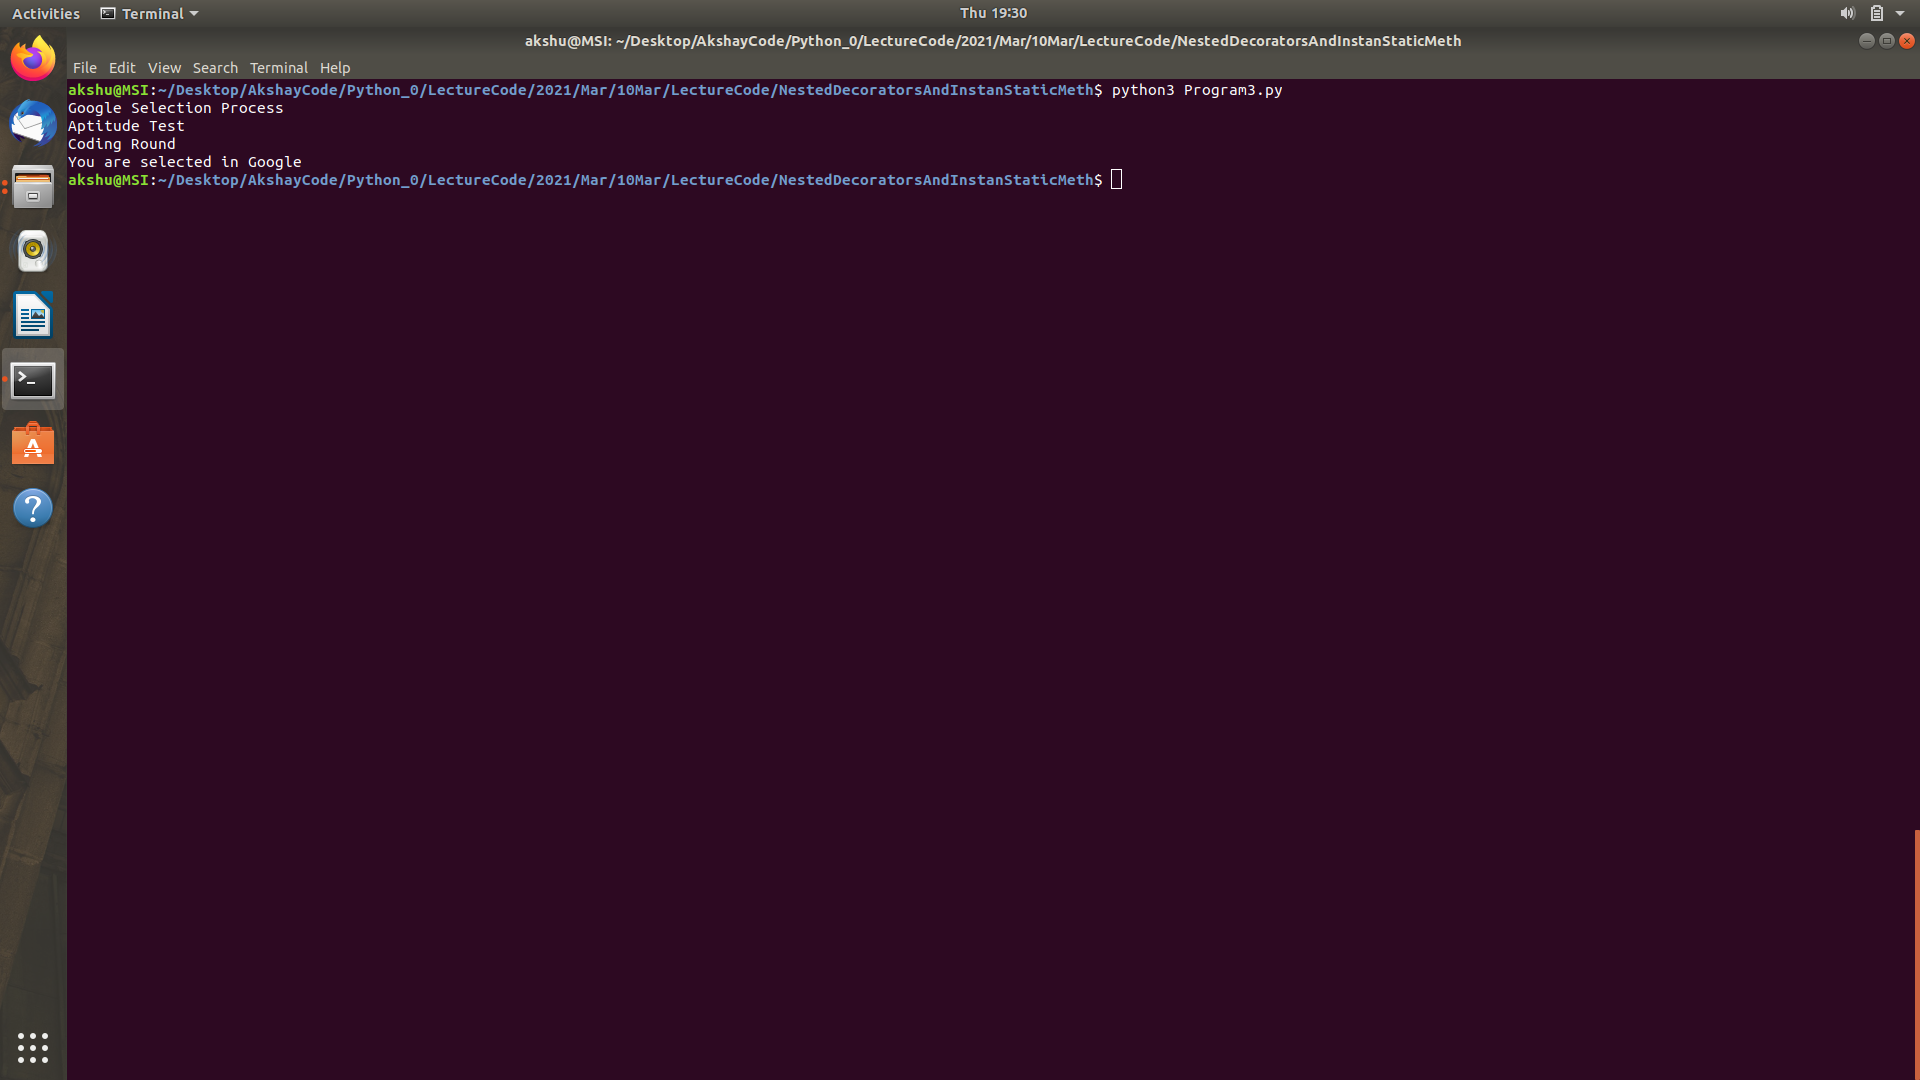 Activities Terminal Thu 19:30
akshu@MSI: ~/Desktop/AkshayCode/Python_0/LectureCode/2021/Mar/10Mar/LectureCode/NestedDecoratorsAndInstanStaticMeth
File Edit View Search Terminal Help
akshu@MSI:~/Desktop/AkshayCode/Python_0/LectureCode/2021/Mar/10Mar/LectureCode/NestedDecoratorsAndInstanStaticMeth$ python3 Program3.py
Google Selection Process
Aptitude Test
Coding Round
You are selected in Google
akshu@MSI:~/Desktop/AkshayCode/Python_0/LectureCode/2021/Mar/10Mar/LectureCode/NestedDecoratorsAndInstanStaticMeth$